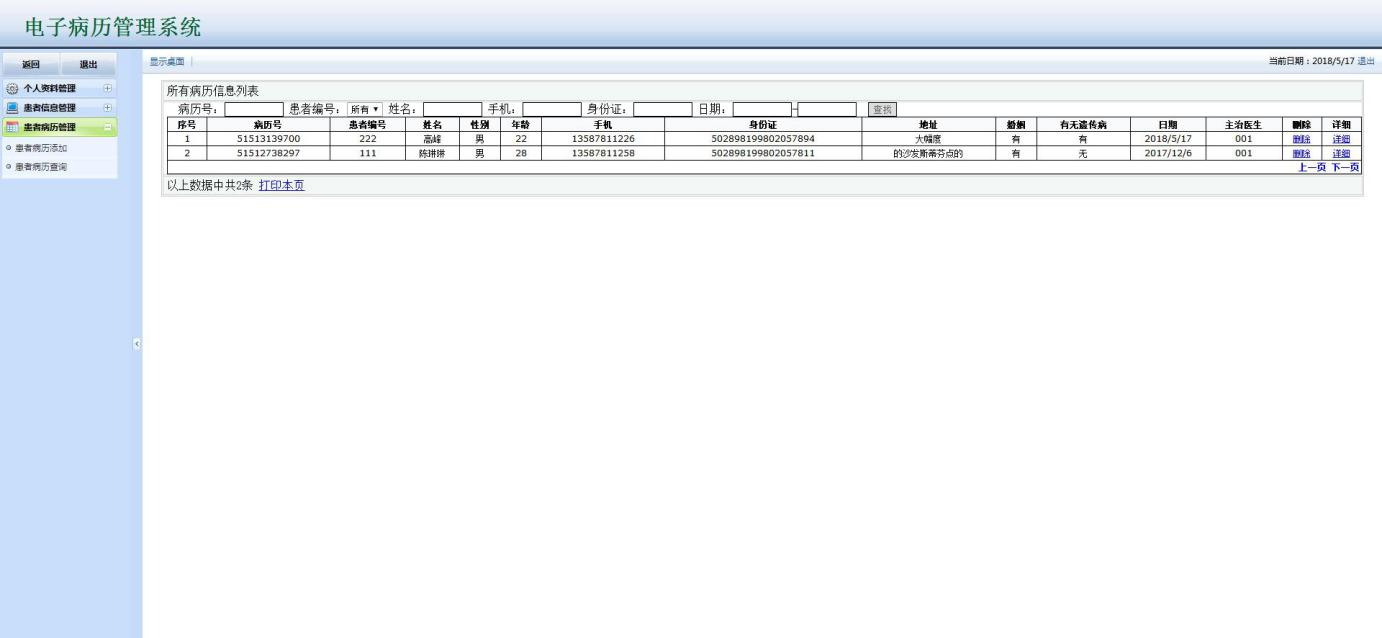 电子病历管理系统
返回 退出
显示桌面 | 当前日期：2018/5/17 退出
个人资料管理
患者信息管理
患者病历管理
患者病历添加
患者病历查询
所有病历信息列表
病历号： 患者编号： 所有 姓名： 手机： 身份证： 日期： - 查找
序号 病历号 患者编号 姓名 性别 年龄 手机 身份证 地址 婚姻 有无遗传病 日期 主治医生 删除 详细
1 51513139700 222 高峰 男 22 13587811226 502898199802057894 大幅度 有 有 2018/5/17 001 删除 详细
2 51512738297 111 陈琳琳 男 28 13587811258 502898199802057811 的沙发斯蒂芬点的 有 无 2017/12/6 001 删除 详细
上一页 下一页
以上数据中共2条 打印本页